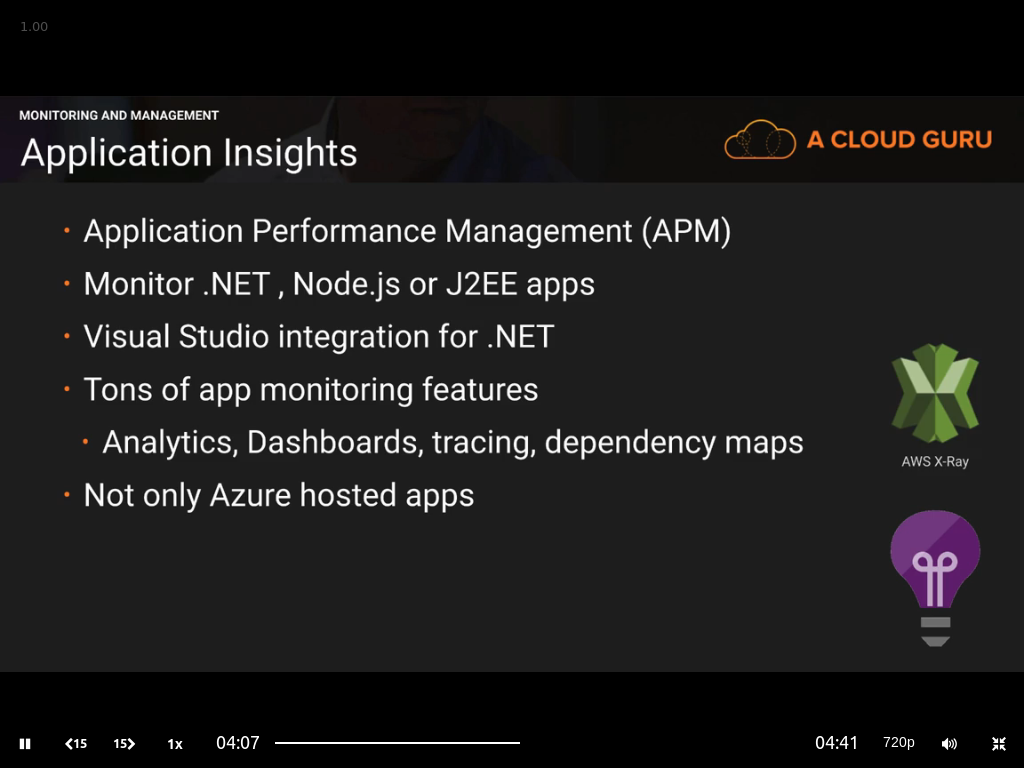 1.00
MONITORING AND MANAGEMENT
Application Insights
A CLOUD GURU
• Application Performance Management (APM)
• Monitor .NET , Node.js or J2EE apps
• Visual Studio integration for .NET
• Tons of app monitoring features
• Analytics, Dashboards, tracing, dependency maps
• Not only Azure hosted apps
AWS X-Ray
15 15 1x 04:07 04:41 720p